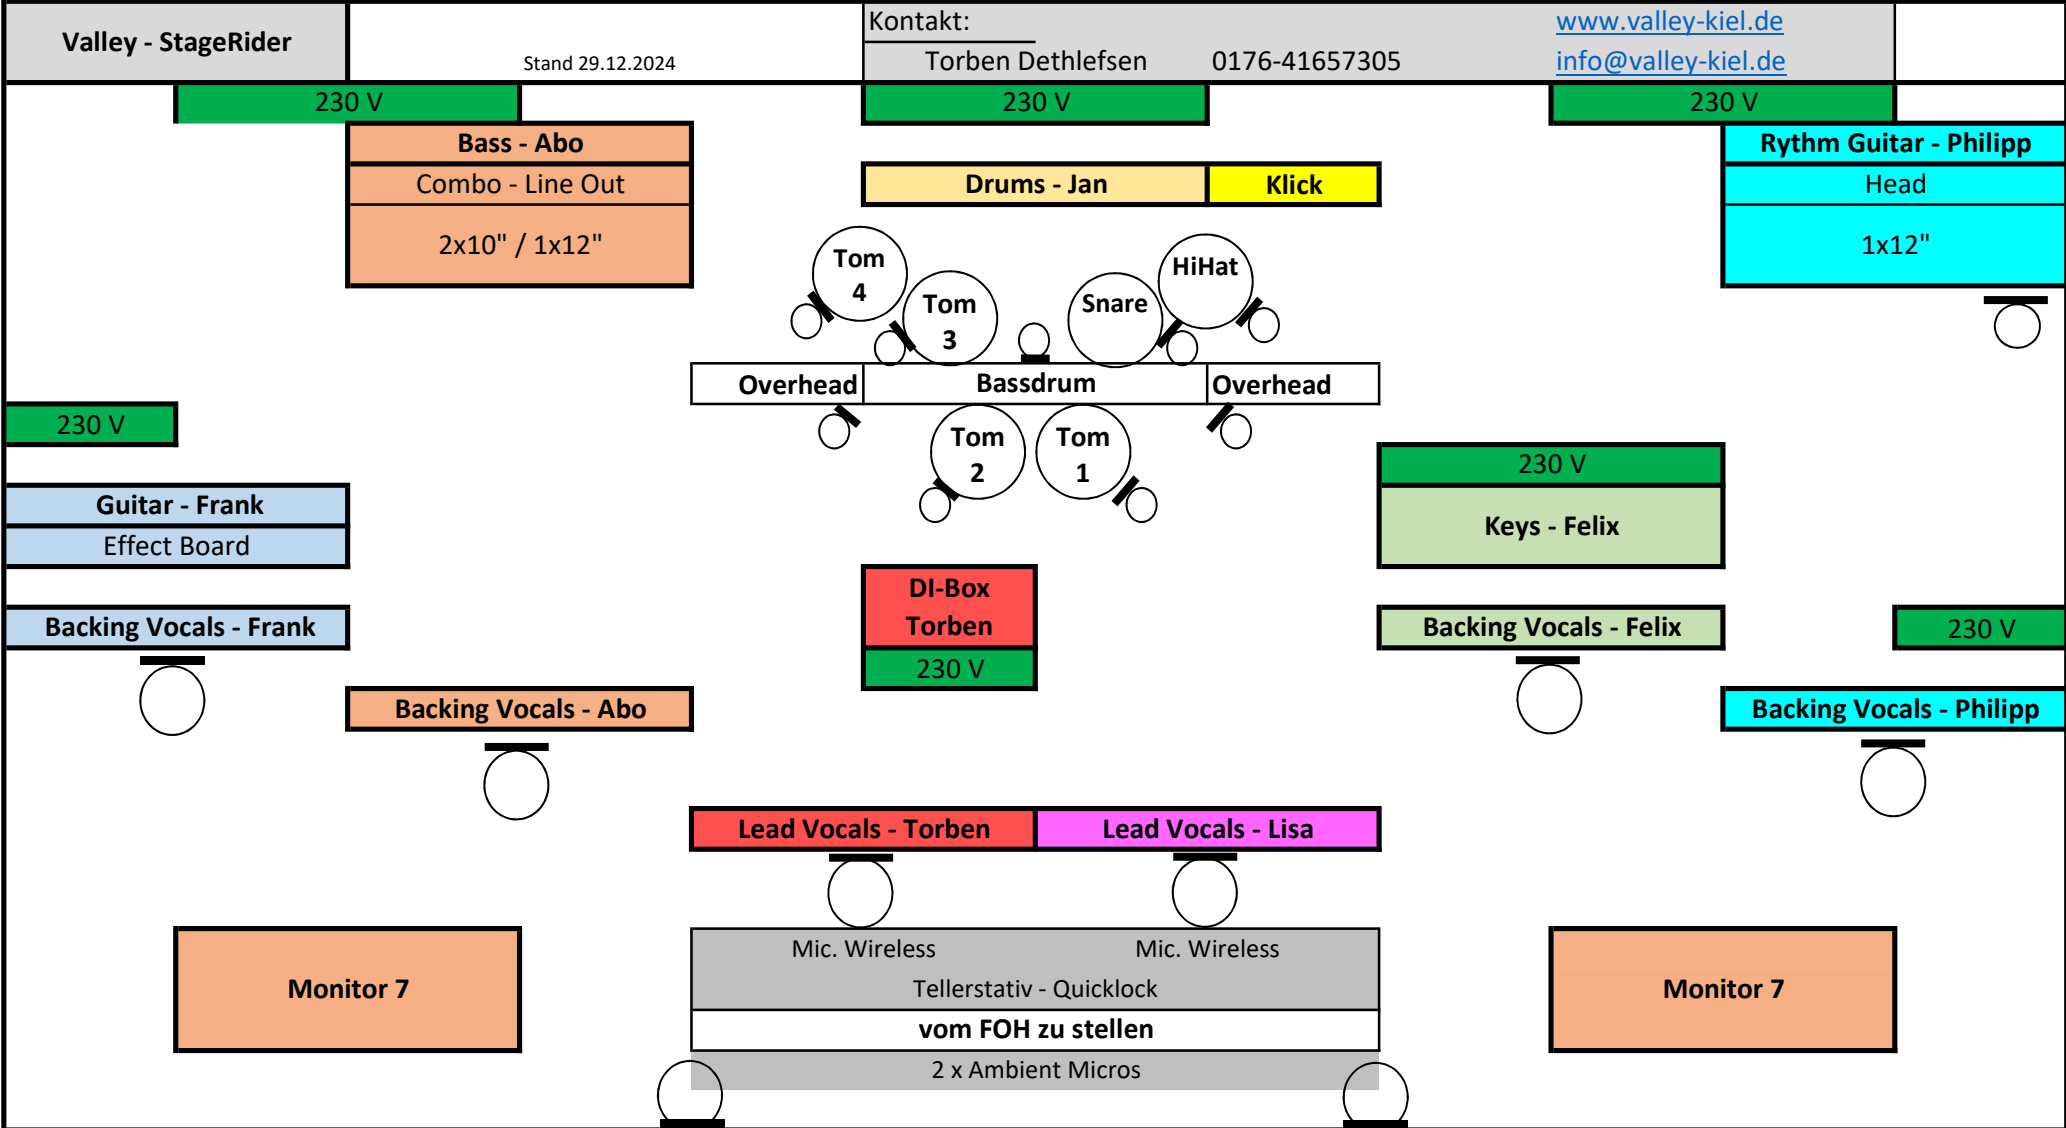 Valley - StageRider
Stand 29.12.2024
Kontakt:
Torben Dethlefsen 0176-41657305
www.valley-kiel.de
info@valley-kiel.de
230 V
230 V
230 V
Bass - Abo
Combo - Line Out
2x10" / 1x12"
Drums - Jan
Klick
Rythm Guitar - Philipp
Head
1x12"
Tom
4
Tom
3
Snare
HiHat
Overhead
Bassdrum
Overhead
Tom
2
Tom
1
230 V
Guitar - Frank
Effect Board
230 V
Keys - Felix
DI-Box
Torben
230 V
Backing Vocals - Frank
Backing Vocals - Felix
230 V
Backing Vocals - Abo
Backing Vocals - Philipp
Lead Vocals - Torben
Lead Vocals - Lisa
Mic. Wireless
Mic. Wireless
Tellerstativ - Quicklock
vom FOH zu stellen
2 x Ambient Micros
Monitor 7
Monitor 7